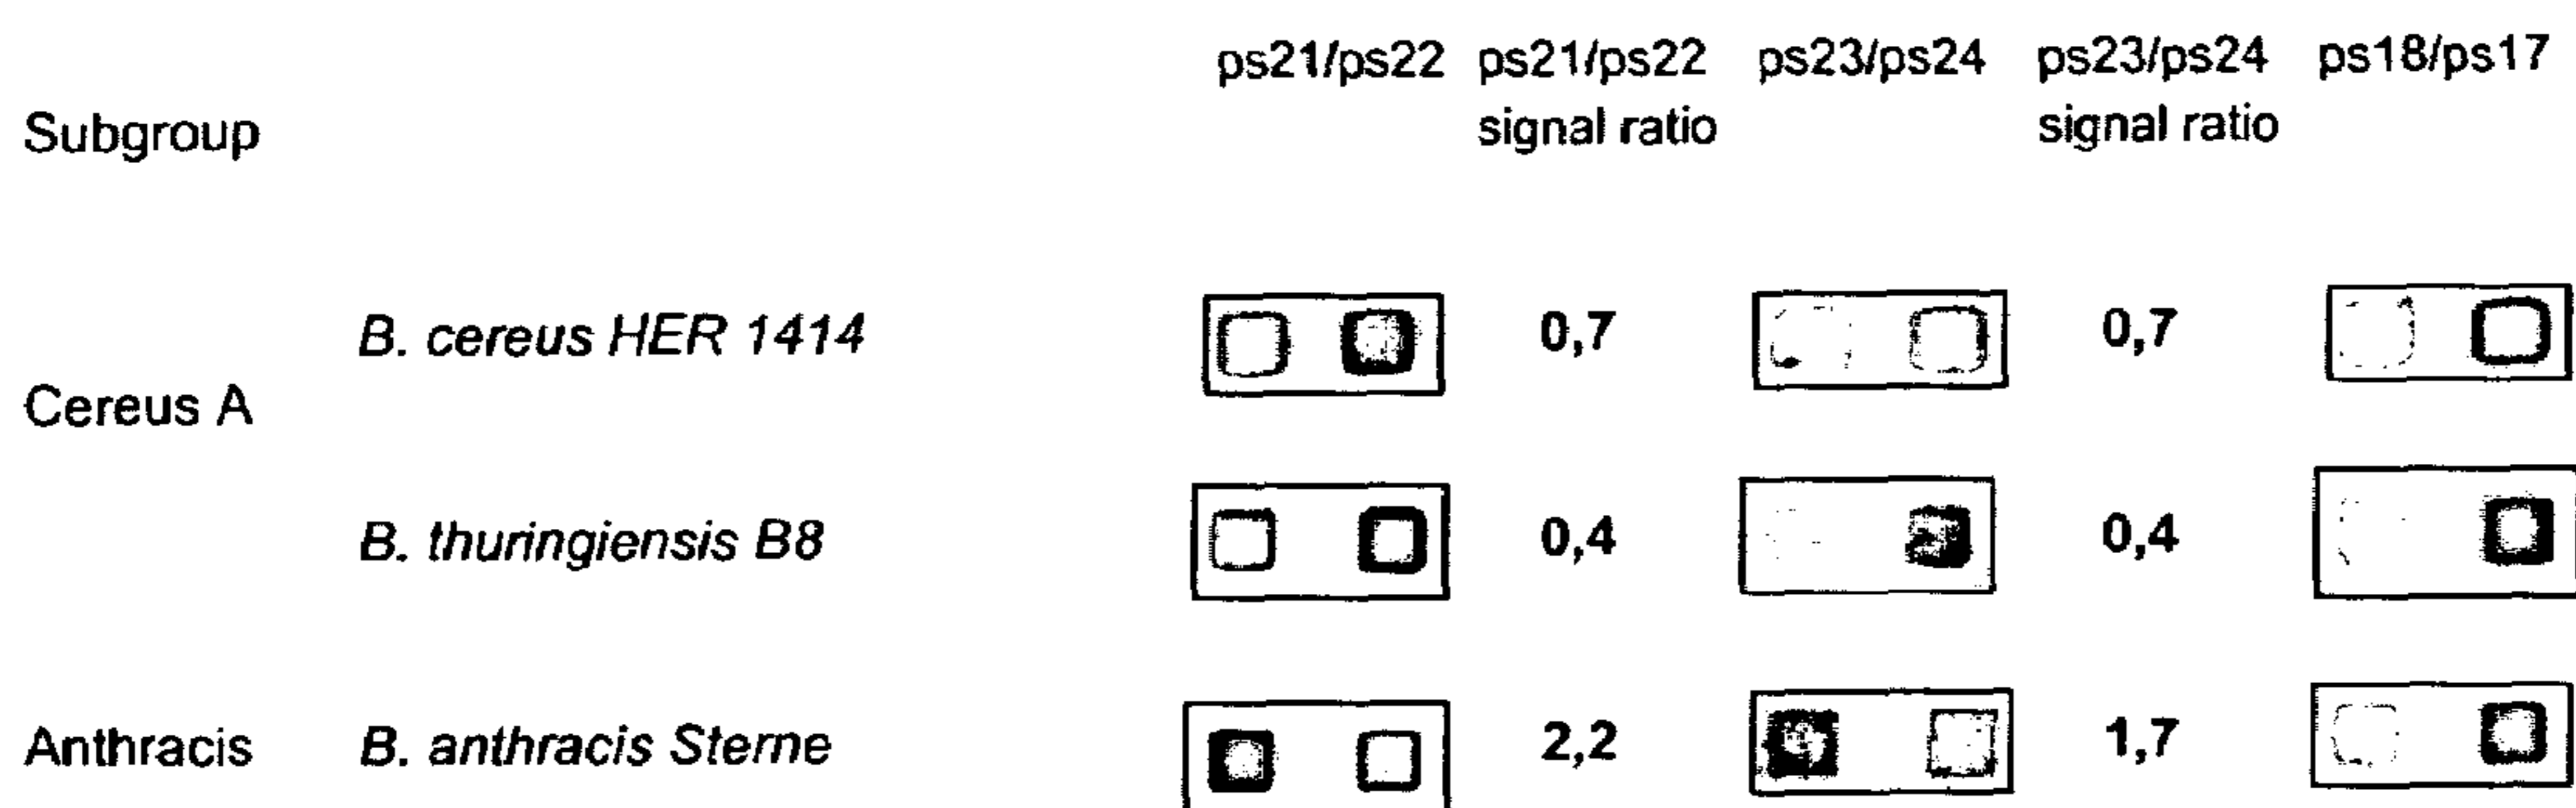 ps21/ps22 ps21/ps22 ps23/ps24 ps23/ps24 ps18/ps17
signal ratio signal ratio
Subgroup
B. cereus HER 1414 0,7 0,7
Cereus A
B. thuringiensis B8 0,4 0,4
Anthracis B. anthracis Sterne 2,2 1,7